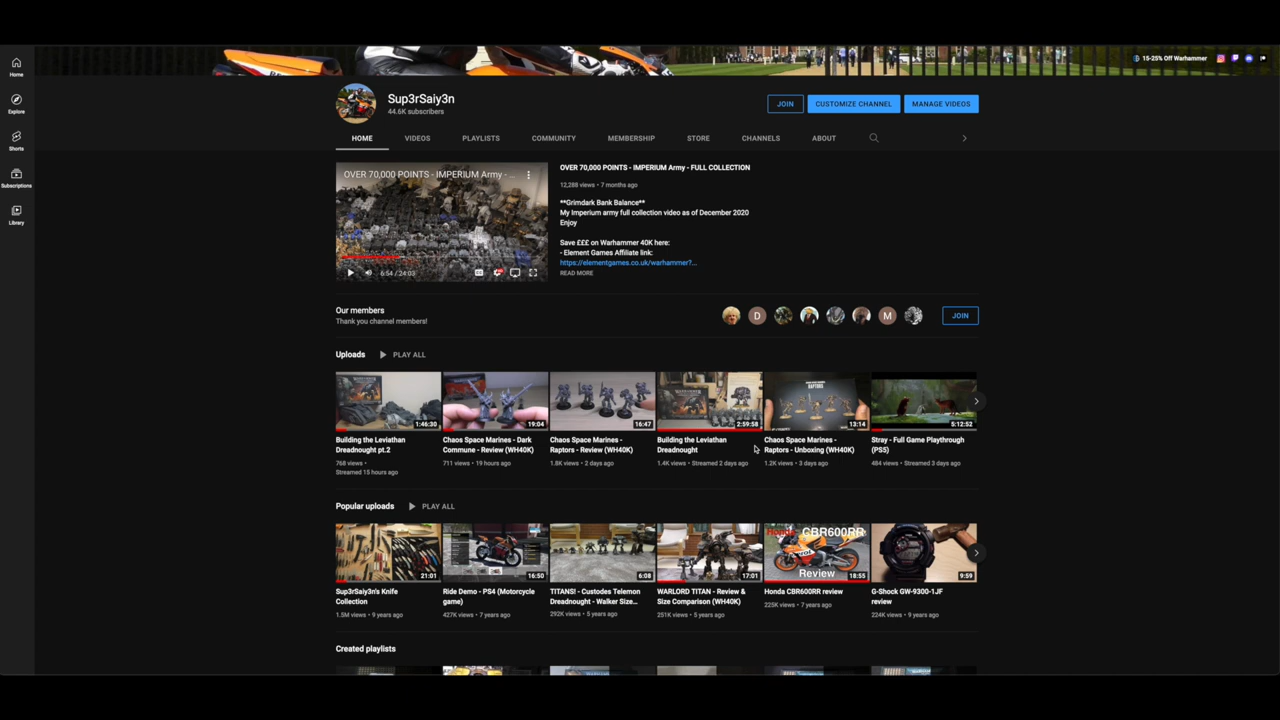 15-25% Off Warhammer
Home
Explore
Shorts
Subscriptions
Library
Sup3rSaiy3n
44.6K subscribers
JOIN
CUSTOMIZE CHANNEL
MANAGE VIDEOS
HOME
VIDEOS
PLAYLISTS
COMMUNITY
MEMBERSHIP
STORE
CHANNELS
ABOUT
OVER 70,000 POINTS - IMPERIUM Army - ...
6:54 / 24:03
OVER 70,000 POINTS - IMPERIUM Army - FULL COLLECTION
12,288 views • 7 months ago
**Grimdark Bank Balance**
My Imperium army full collection video as of December 2020
Enjoy
Save £££ on Warhammer 40K here:
- Element Games Affiliate link:
https://elementgames.co.uk/warhammer?...
READ MORE
Our members
Thank you channel members!
D
M
JOIN
Uploads
PLAY ALL
1:46:30
Building the Leviathan
Dreadnought pt.2
768 views •
Streamed 15 hours ago
19:04
Chaos Space Marines - Dark
Commune - Review (WH40K)
711 views • 19 hours ago
16:47
Chaos Space Marines -
Raptors - Review (WH40K)
1.8K views • 2 days ago
2:59:58
Building the Leviathan
Dreadnought
1.4K views • Streamed 2 days ago
RAPTORS
13:14
Chaos Space Marines -
Raptors - Unboxing (WH40K)
1.2K views • 3 days ago
5:12:52
Stray - Full Game Playthrough
(PS5)
484 views • Streamed 3 days ago
Popular uploads
PLAY ALL
21:01
Sup3rSaiy3n's Knife
Collection
1.5M views • 9 years ago
16:50
Ride Demo - PS4 (Motorcycle
game)
427K views • 7 years ago
6:08
TITANS! - Custodes Telemon
Dreadnought - Walker Size...
292K views • 5 years ago
17:01
WARLORD TITAN - Review &
Size Comparison (WH40K)
251K views • 5 years ago
Honda CBR600RR
Review
18:55
Honda CBR600RR review
225K views • 7 years ago
9:59
G-Shock GW-9300-1JF
review
224K views • 9 years ago
Created playlists